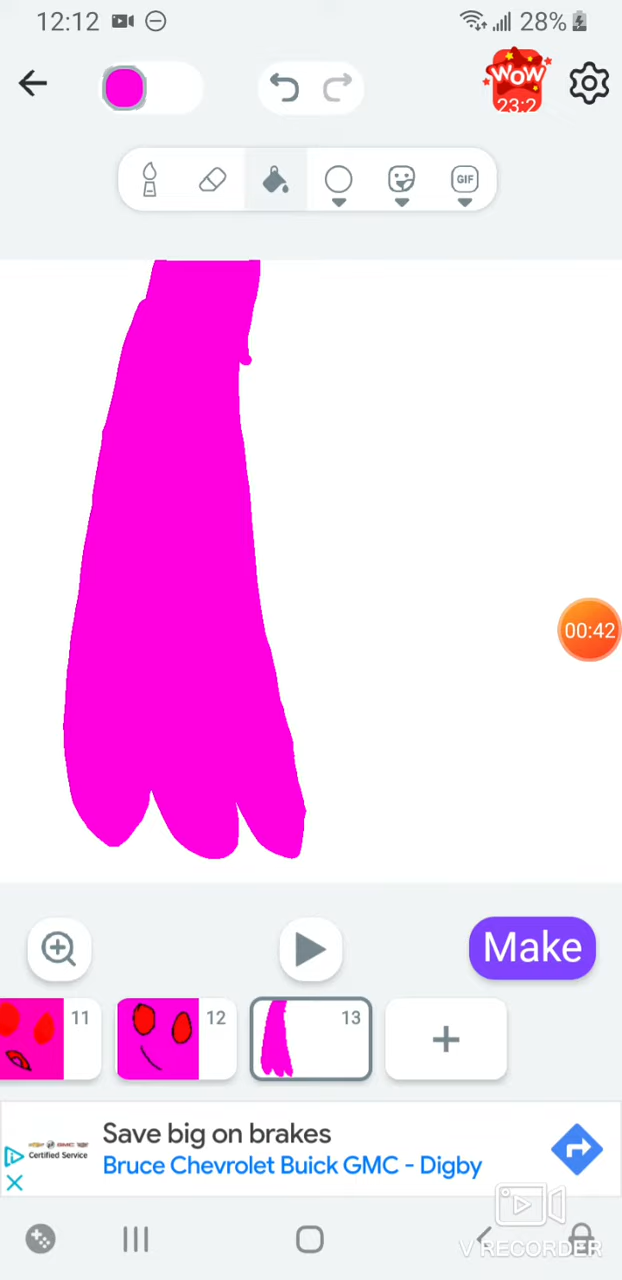 12:12
28%
WOW
23:2
GIF
00:42
Make
11
12
13
Save big on brakes
Certified Service
Bruce Chevrolet Buick GMC - Digby
V RECORDER